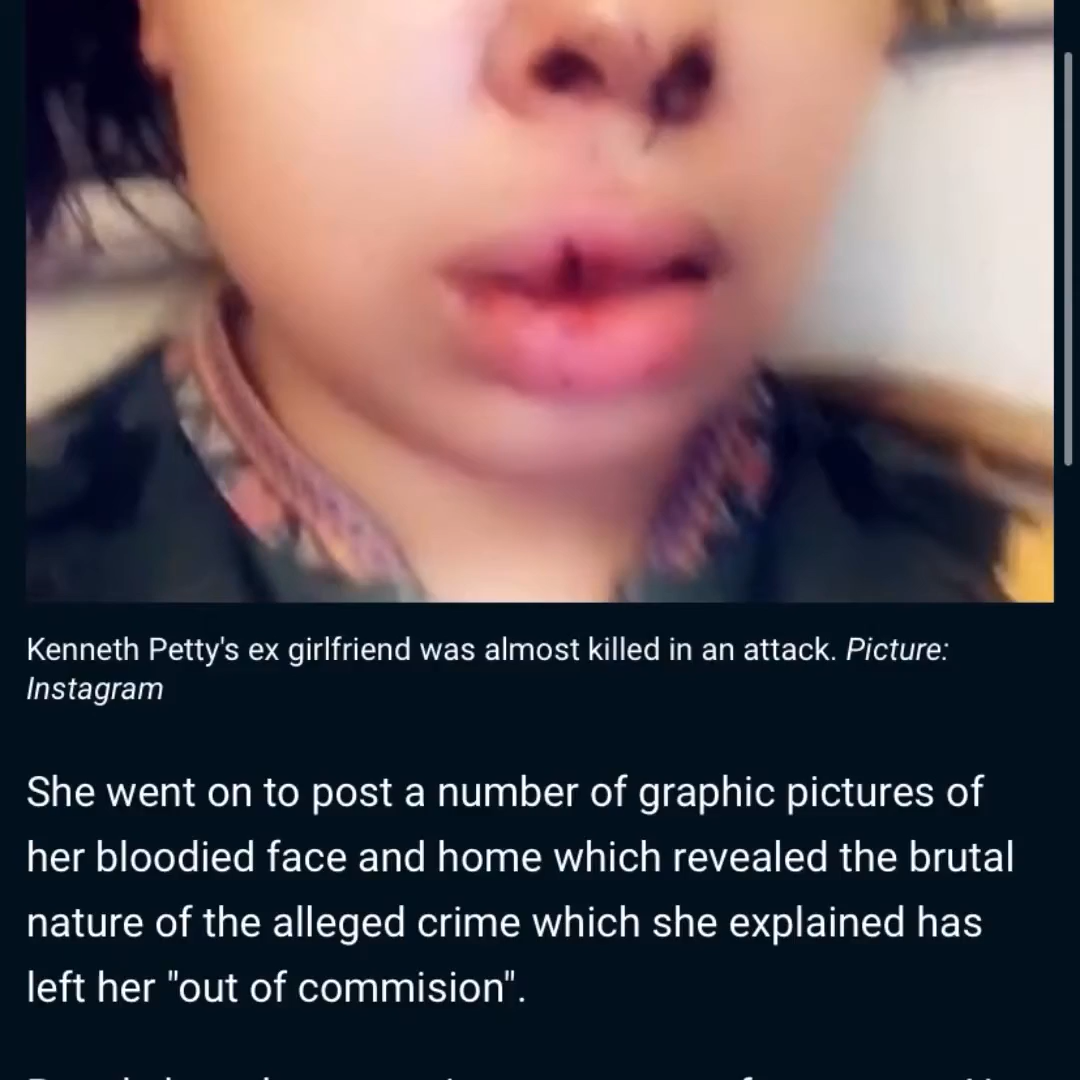 Kenneth Petty's ex girlfriend was almost killed in an attack. Picture:
Instagram
She went on to post a number of graphic pictures of
her bloodied face and home which revealed the brutal
nature of the alleged crime which she explained has
left her "out of commision".